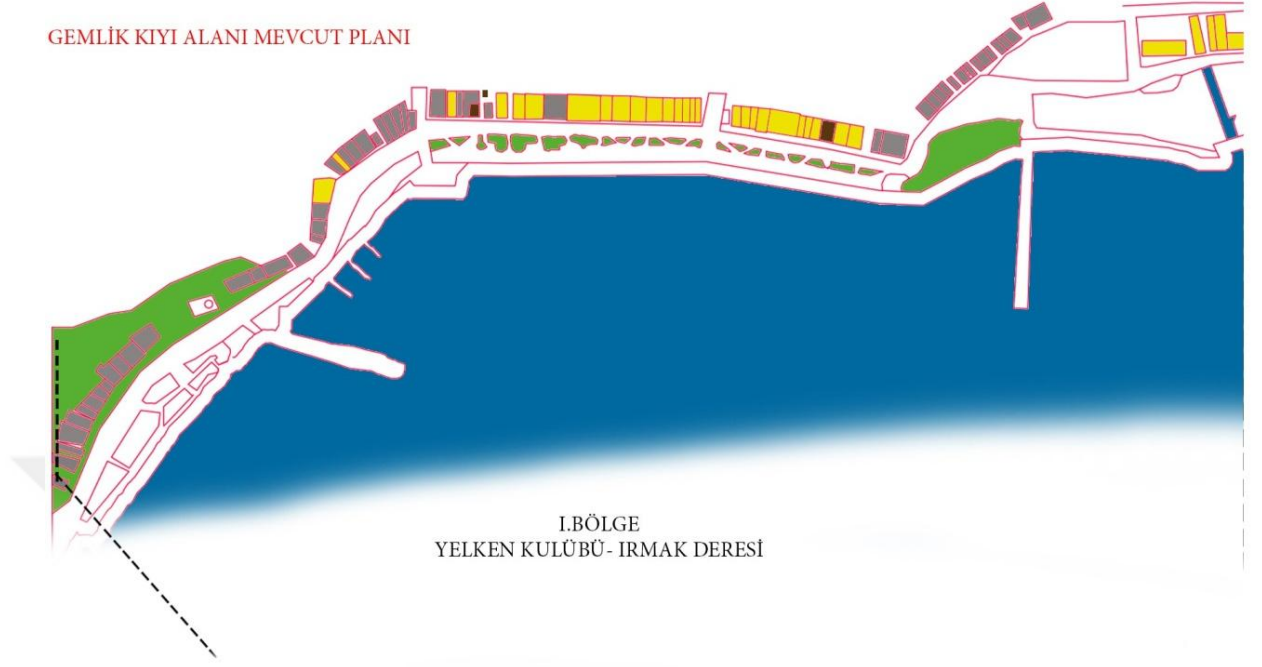 GEMLİK KIYI ALANI MEVCUT PLANI
I.BÖLGE
YELKEN KULÜBÜ- IRMAK DERESİ